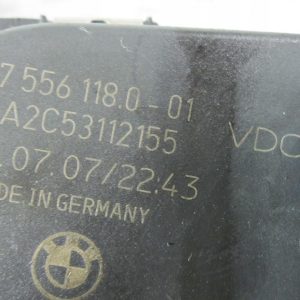 7 556 118.0-01
A2C53112155 VDO
.07.07/22:43
DE IN GERMANY